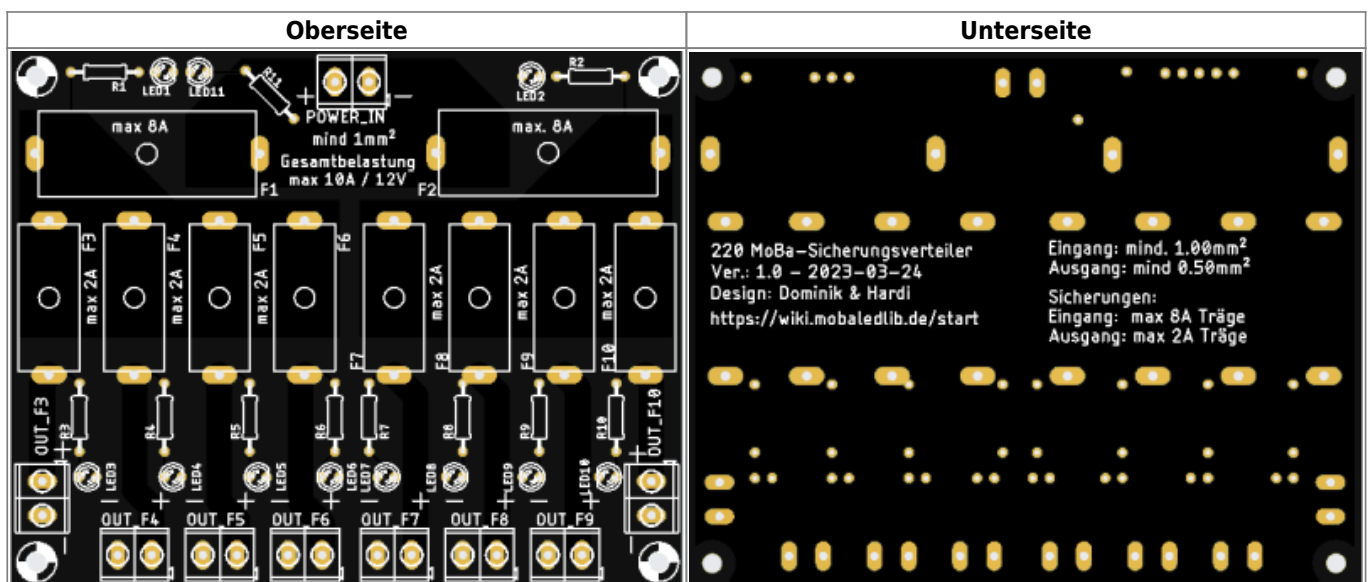 Oberseite
Unterseite
R1
LED1
LED11
R11
R2
LED2
POWER_IN
mind 1mm²
Gesamtbelastung
max 10A / 12V
max 8A
F1
max. 8A
F2
F3
max 2A
F4
max 2A
F5
max 2A
F6
max 2A
F7
max 2A
F8
max 2A
F9
max 2A
F10
max 2A
R3
R4
R5
R6
R7
R8
R9
R10
OUT_F3
OUT_F10
LED3
LED4
LED5
LED6
LED7
LED8
LED9
LED10
OUT_F4
OUT_F5
OUT_F6
OUT_F7
OUT_F8
OUT_F9
220 MoBa-Sicherungsverteiler
Ver.: 1.0 - 2023-03-24
Design: Dominik & Hardi
https://wiki.mobaledlib.de/start
Eingang: mind. 1.00mm²
Ausgang: mind 0.50mm²
Sicherungen:
Eingang: max 8A Träge
Ausgang: max 2A Träge